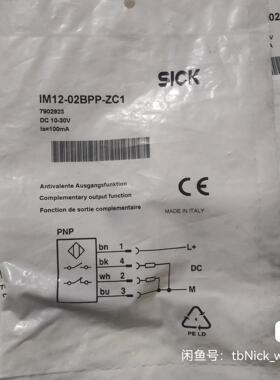 SICK
IM12-02BPP-ZC1
7902923
DC 10-30V
Ia=100mA
Antivalente Ausgangsfunktion
Complementary output function
Fonction de sortie complementaire
CE
MADE IN ITALY
PNP
bn 1
L+
bk 4
wh 2
DC
bu 3
M
PE LD
02
闲鱼号：tbNick_w